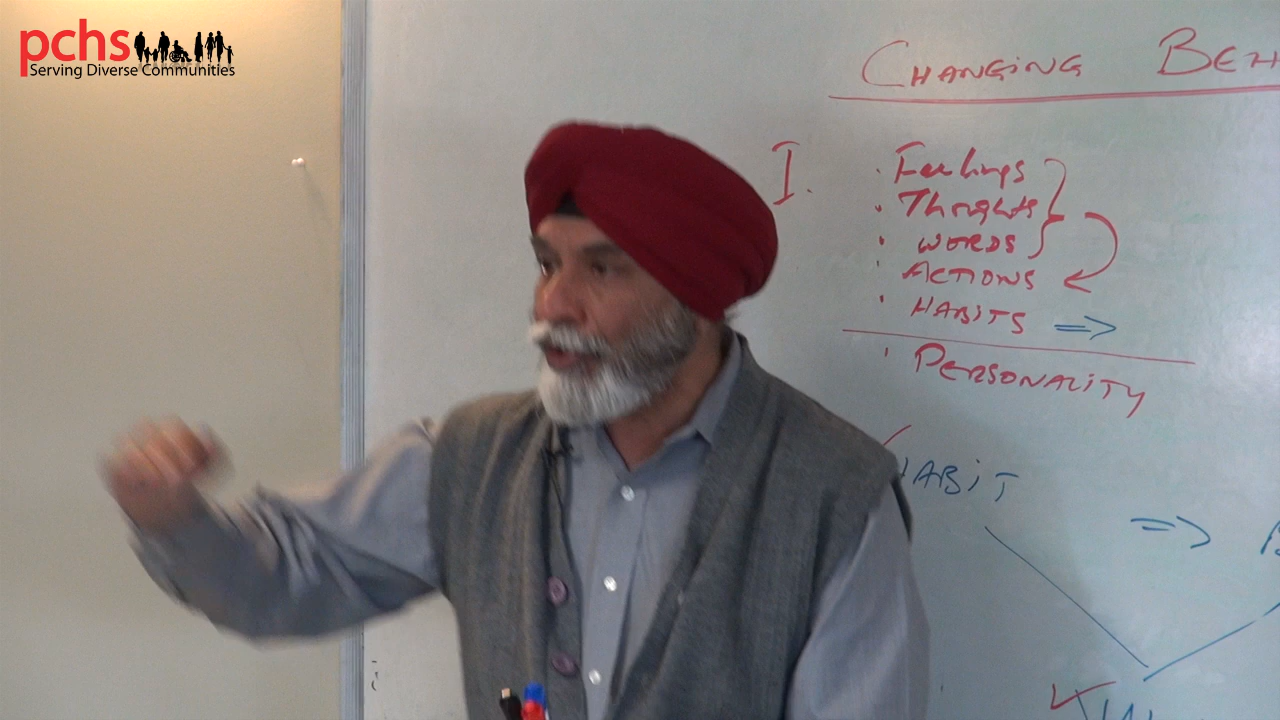 pchs
Serving Diverse Communities
CHANGING BEH
I.
· Feelings
· Thoughts
· WORDS
· ACTIONS
· HABITS =>
· PERSONALITY
HABIT
=>